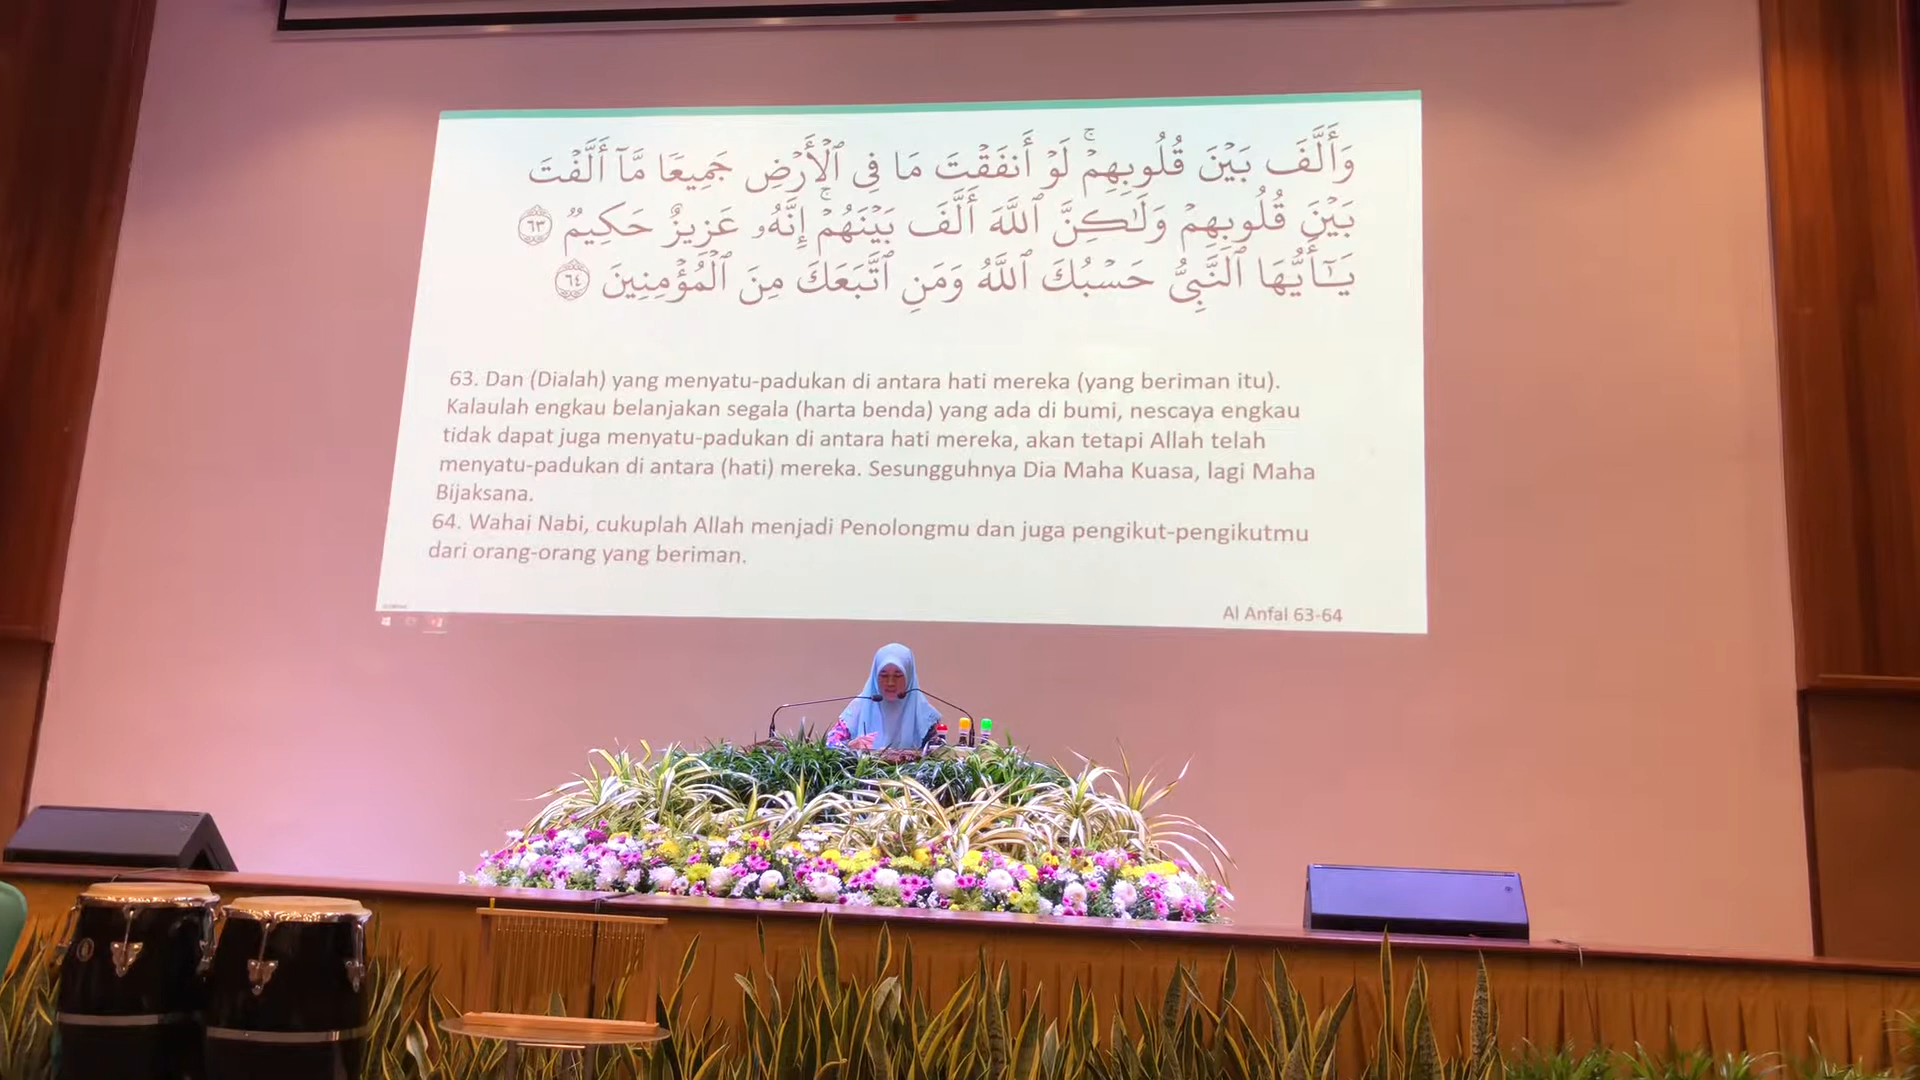 وَأَلَّفَ بَيۡنَ قُلُوبِهِمۡۚ لَوۡ أَنفَقۡتَ مَا فِي ٱلۡأَرۡضِ جَمِيعٗا مَّآ أَلَّفۡتَ
بَيۡنَ قُلُوبِهِمۡ وَلَٰكِنَّ ٱللَّهَ أَلَّفَ بَيۡنَهُمۡۚ إِنَّهُۥ عَزِيزٌ حَكِيمٞ ٦٣
يَٰٓأَيُّهَا ٱلنَّبِيُّ حَسۡبُكَ ٱللَّهُ وَمَنِ ٱتَّبَعَكَ مِنَ ٱلۡمُؤۡمِنِينَ ٦٤
63. Dan (Dialah) yang menyatu-padukan di antara hati mereka (yang beriman itu).
Kalaulah engkau belanjakan segala (harta benda) yang ada di bumi, nescaya engkau
tidak dapat juga menyatu-padukan di antara hati mereka, akan tetapi Allah telah
menyatu-padukan di antara (hati) mereka. Sesungguhnya Dia Maha Kuasa, lagi Maha
Bijaksana.
64. Wahai Nabi, cukuplah Allah menjadi Penolongmu dan juga pengikut-pengikutmu
dari orang-orang yang beriman.
Al Anfal 63-64